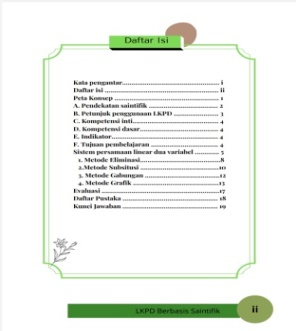 Daftar Isi
Kata pengantar.................................................... i
Daftar isi ............................................................ ii
Peta Konsep ....................................................... 1
A. Pendekatan saintifik ..................................... 2
B. Petunjuk penggunaan LKPD ....................... 3
C. Kompetensi inti............................................. 4
D. Kompetensi dasar......................................... 4
E. Indikator........................................................ 4
F. Tujuan pembelajaran ................................... 4
Sistem persamaan linear dua variabel ............ 5
1. Metode Eliminasi...........................................8
2.Metode Subsitusi .......................................10
3. Metode Gabungan .......................................12
4. Metode Grafik .............................................13
Evaluasi ...............................................................17
Daftar Pustaka .................................................. 18
Kunci Jawaban .................................................. 19
LKPD Berbasis Saintifik
ii